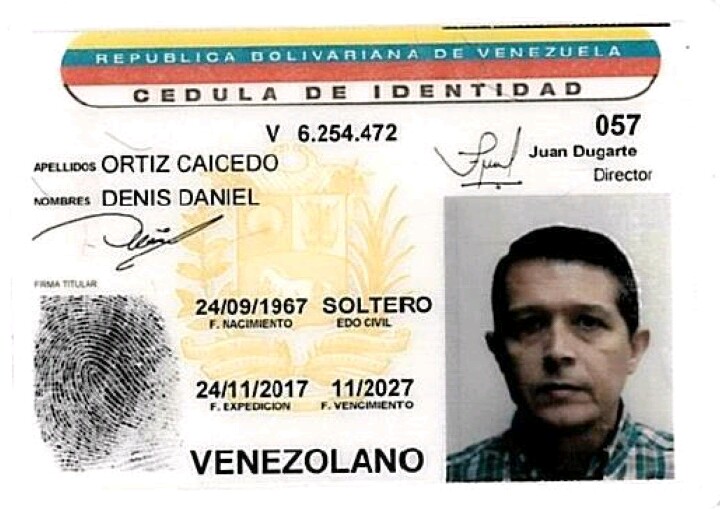 REPUBLICA BOLIVARIANA DE VENEZUELA
CEDULA DE IDENTIDAD
V 6.254.472
057
APELLIDOS ORTIZ CAICEDO
Juan Dugarte
Director
NOMBRES DENIS DANIEL
FIRMA TITULAR
24/09/1967 SOLTERO
F. NACIMIENTO EDO CIVIL
24/11/2017 11/2027
F. EXPEDICION F. VENCIMIENTO
VENEZOLANO